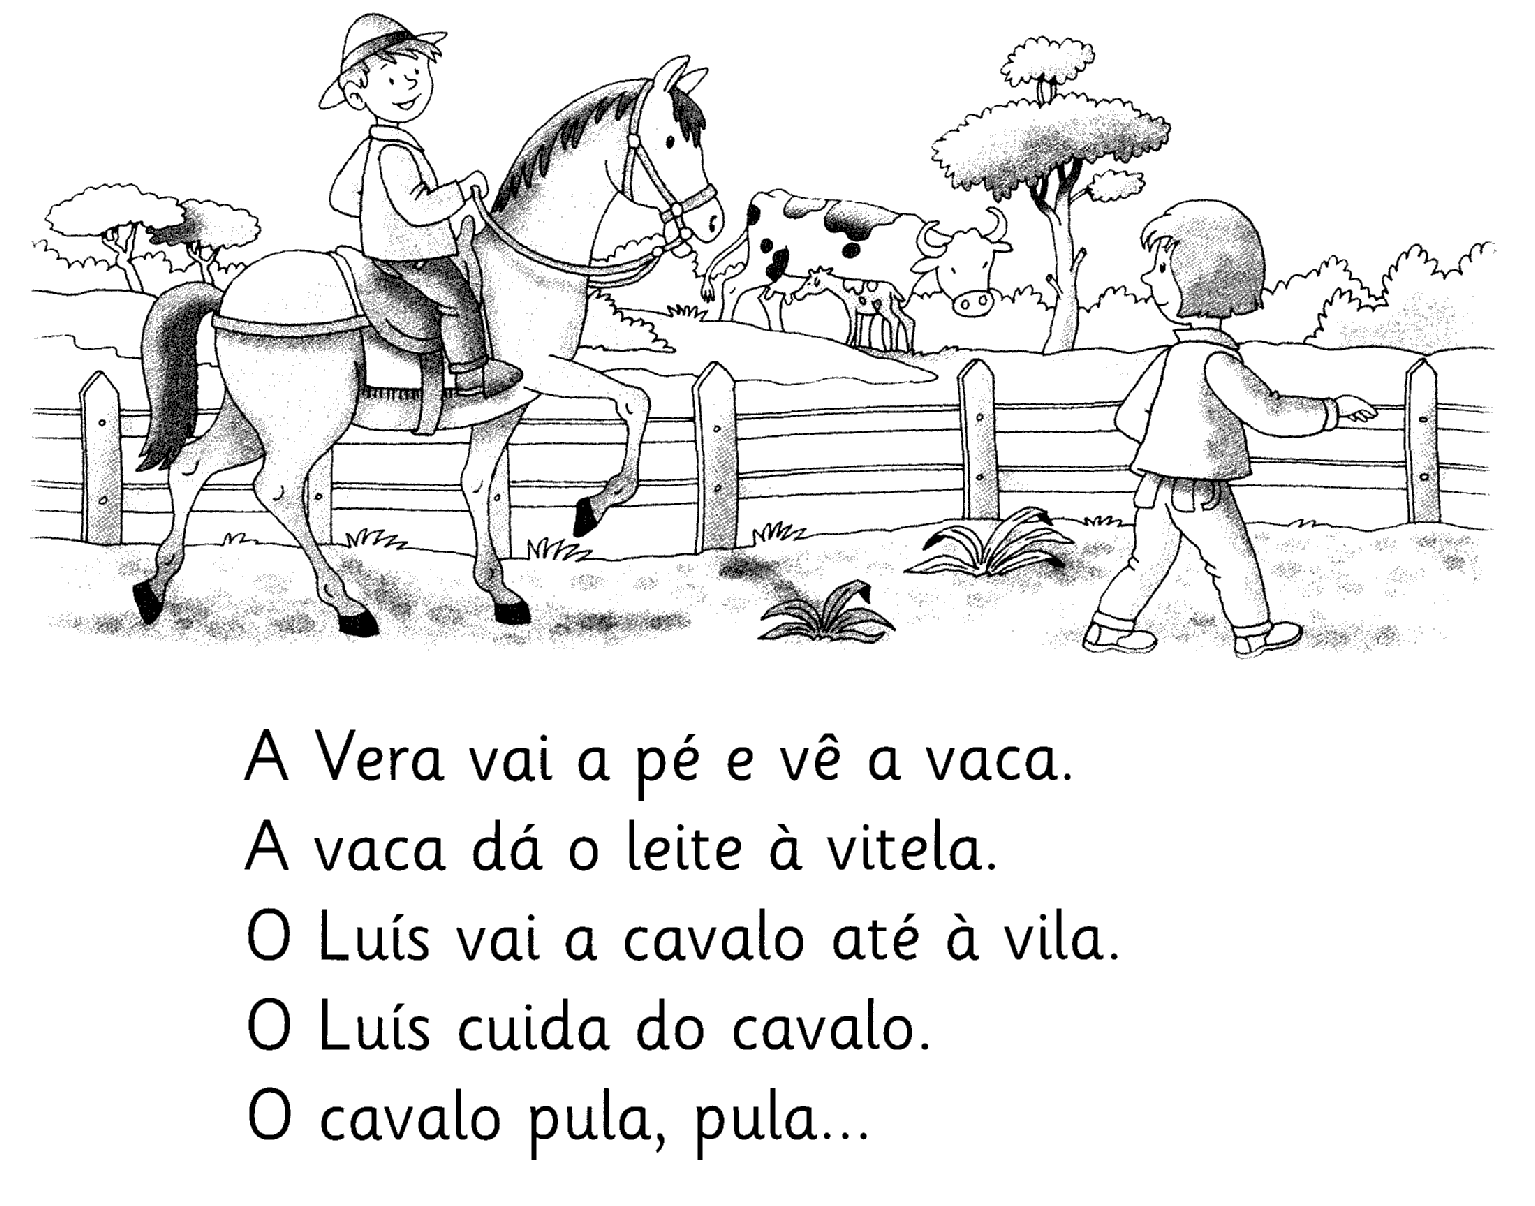 A Vera vai a pé e vê a vaca.
A vaca dá o leite à vitela.
O Luís vai a cavalo até à vila.
O Luís cuida do cavalo.
O cavalo pula, pula...